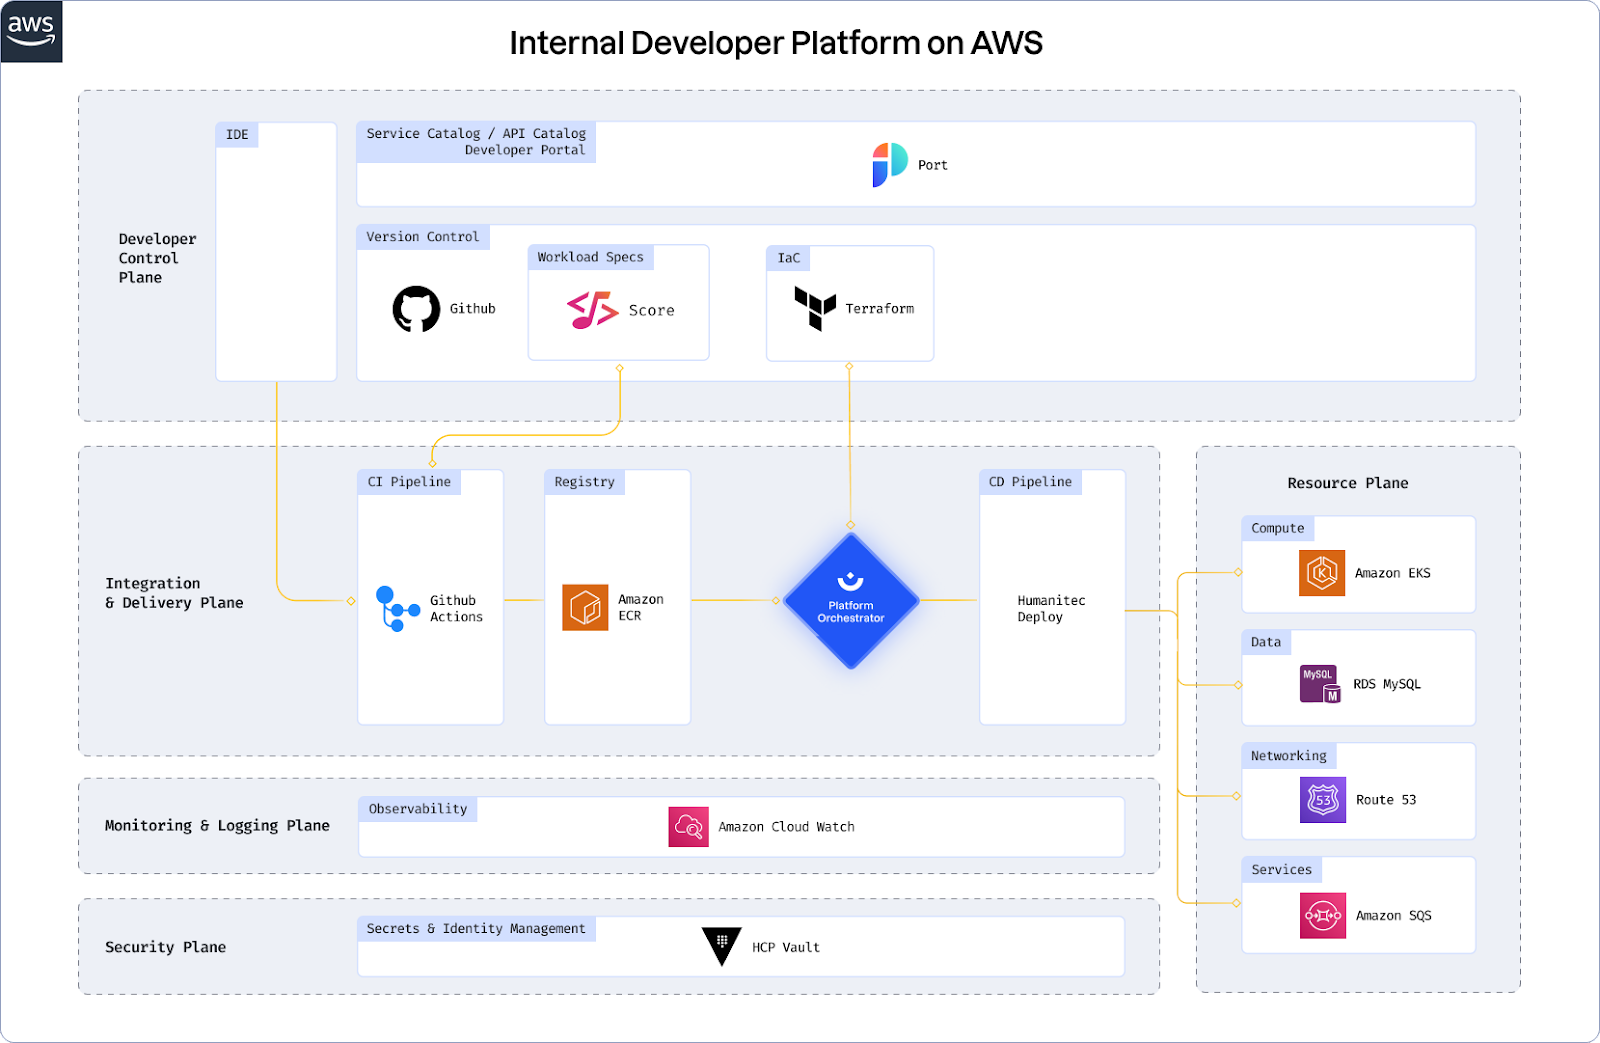 aws
Internal Developer Platform on AWS
Developer
Control
Plane
IDE
Service Catalog / API Catalog
Developer Portal
Port
Version Control
Github
Workload Specs
Score
IaC
Terraform
Integration
& Delivery Plane
CI Pipeline
Github
Actions
Registry
Amazon
ECR
Platform
Orchestrator
CD Pipeline
Humanitec
Deploy
Resource Plane
Compute
K
Amazon EKS
Data
MySQL
M
RDS MySQL
Networking
53
Route 53
Services
Amazon SQS
Monitoring & Logging Plane
Observability
Amazon Cloud Watch
Security Plane
Secrets & Identity Management
HCP Vault